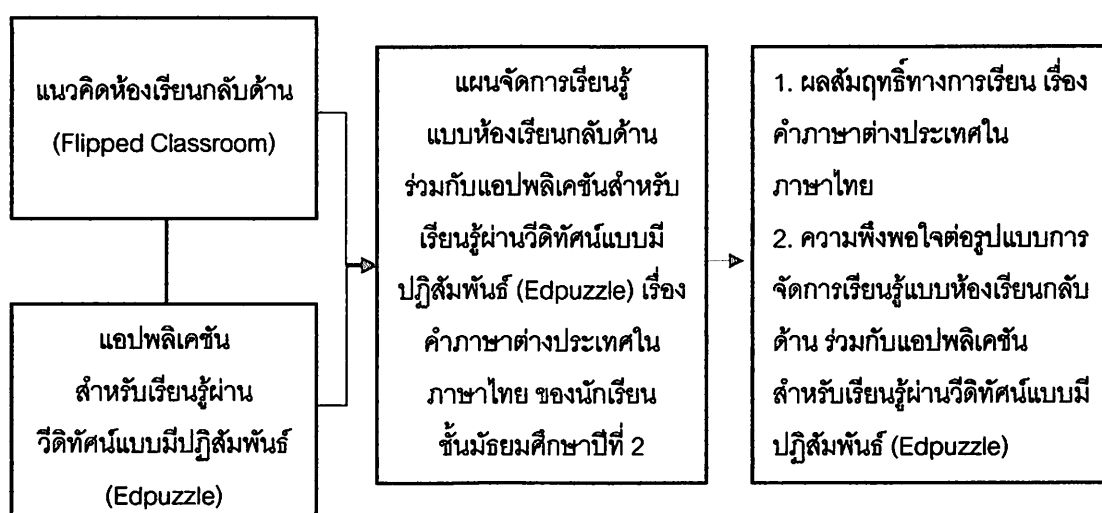 แนวคิดห้องเรียนกลับด้าน
(Flipped Classroom)
แอปพลิเคชัน
สำหรับเรียนรู้ผ่าน
วีดิทัศน์แบบมีปฏิสัมพันธ์
(Edpuzzle)
แผนจัดการเรียนรู้
แบบห้องเรียนกลับด้าน
ร่วมกับแอปพลิเคชันสำหรับ
เรียนรู้ผ่านวีดิทัศน์แบบมี
ปฏิสัมพันธ์ (Edpuzzle) เรื่อง
คำภาษาต่างประเทศใน
ภาษาไทย ของนักเรียน
ชั้นมัธยมศึกษาปีที่ 2
1. ผลสัมฤทธิ์ทางการเรียน เรื่อง
คำภาษาต่างประเทศใน
ภาษาไทย
2. ความพึงพอใจต่อรูปแบบการ
จัดการเรียนรู้แบบห้องเรียนกลับ
ด้าน ร่วมกับแอปพลิเคชัน
สำหรับเรียนรู้ผ่านวีดิทัศน์แบบมี
ปฏิสัมพันธ์ (Edpuzzle)